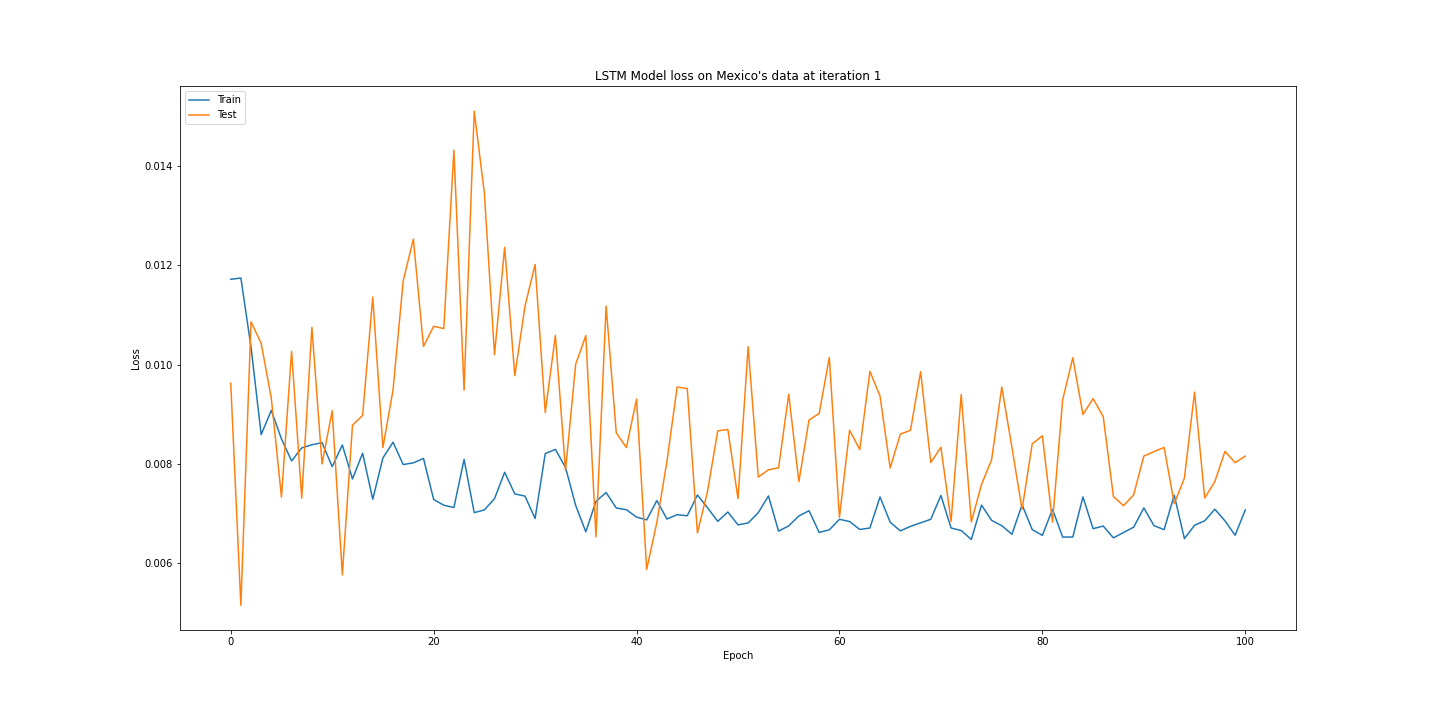 LSTM Model loss on Mexico's data at iteration 1
Train
Test
0.014
0.012
0.010
0.008
0.006
Loss
0 20 40 60 80 100
Epoch